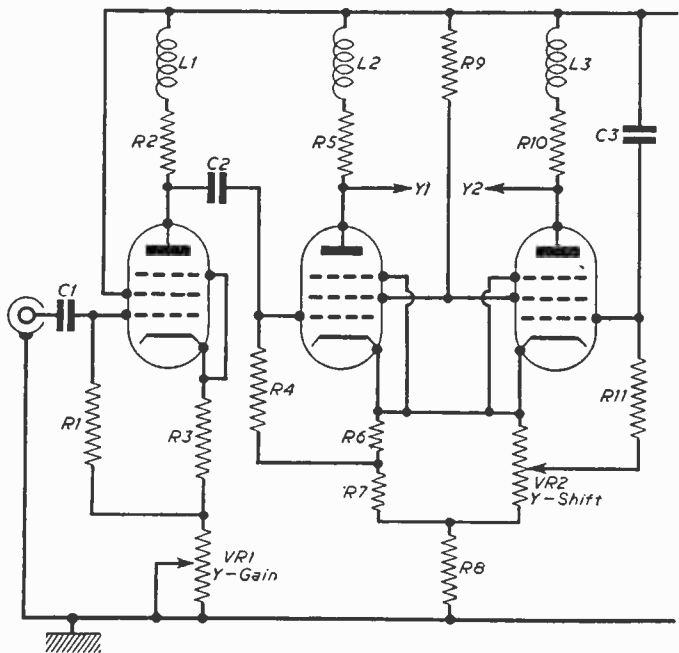 L1
L2
R9
L3
R2
R5
R10
C3
C2
Y1
Y2
C1
R1
R3
R4
R6
R7
R11
VR2
Y-Shift
VR1
Y-Gain
R8